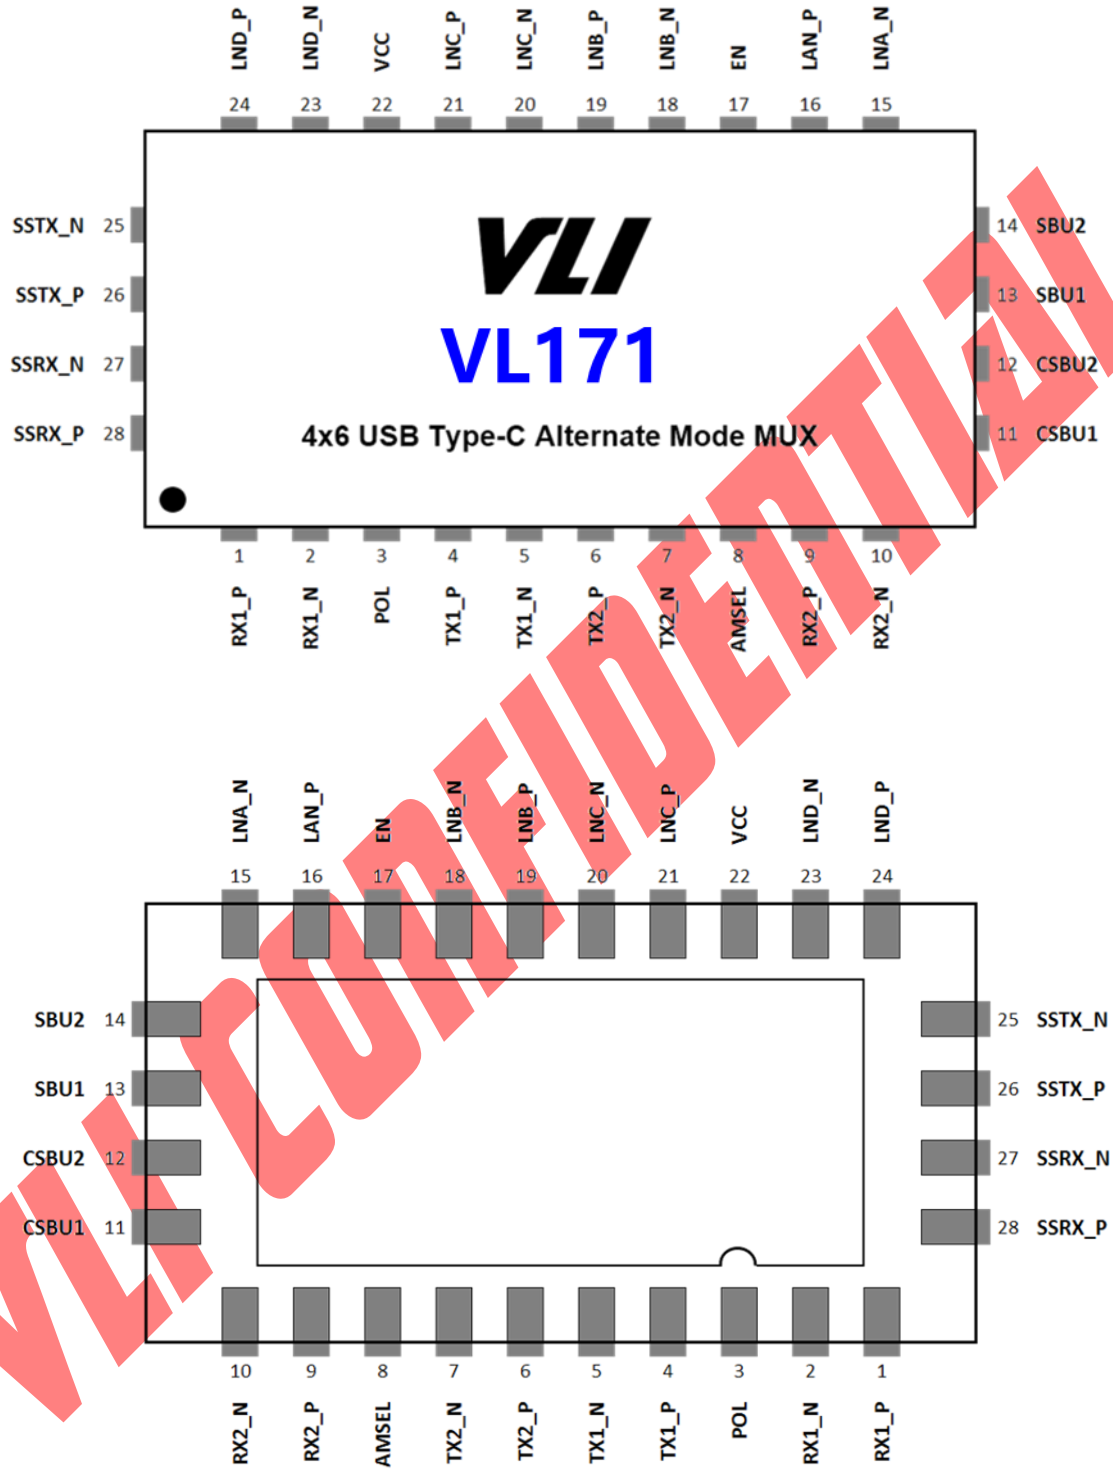 LND_P LND_N VCC LNC_P LNC_N LNB_P LNB_N EN LAN_P LNA_N
24 23 22 21 20 19 18 17 16 15
SSTX_N 25 14 SBU2
SSTX_P 26 13 SBU1
SSRX_N 27 12 CSBU2
SSRX_P 28 11 CSBU1
VLI
VL171
4x6 USB Type-C Alternate Mode MUX
1 2 3 4 5 6 7 8 9 10
RX1_P RX1_N POL TX1_P TX1_N TX2_P TX2_N AMSEL RX2_P RX2_N
LNA_N LAN_P EN LNB_N LNB_P LNC_N LNC_P VCC LND_N LND_P
15 16 17 18 19 20 21 22 23 24
SBU2 14 25 SSTX_N
SBU1 13 26 SSTX_P
CSBU2 12 27 SSRX_N
CSBU1 11 28 SSRX_P
10 9 8 7 6 5 4 3 2 1
RX2_N RX2_P AMSEL TX2_N TX2_P TX1_N TX1_P POL RX1_N RX1_P
VLI CONFIDENTIAL